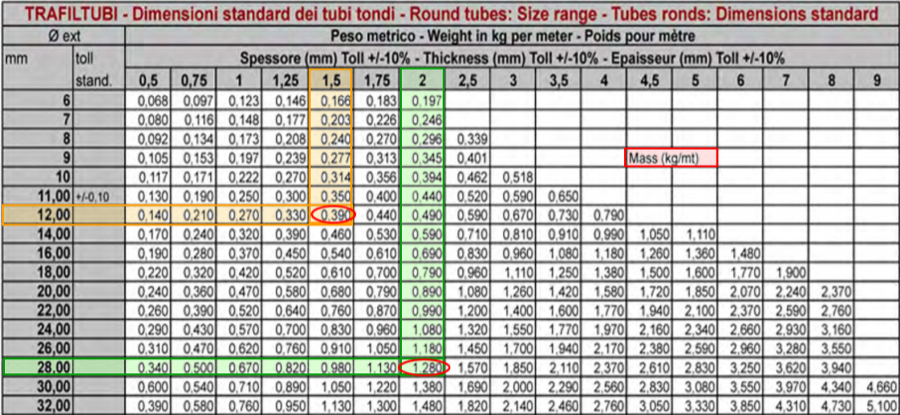 TRAFILTUBI - Dimensioni standard dei tubi tondi - Round tubes: Size range - Tubes ronds: Dimensions standard
Ø ext Peso metrico - Weight in kg per meter - Poids pour mètre
mm toll stand. Spessore (mm) Toll +/-10% - Thickness (mm) Toll +/-10% - Epaisseur (mm) Toll +/-10%
0,5 0,75 1 1,25 1,5 1,75 2 2,5 3 3,5 4 4,5 5 6 7 8 9
6 0,068 0,097 0,123 0,146 0,166 0,183 0,197
7 0,080 0,116 0,148 0,177 0,203 0,226 0,246
8 0,092 0,134 0,173 0,208 0,240 0,270 0,296 0,339
9 0,105 0,153 0,197 0,239 0,277 0,313 0,345 0,401 Mass (kg/mt)
10 0,117 0,171 0,222 0,270 0,314 0,356 0,394 0,462 0,518
11,00 +/-0,10 0,130 0,190 0,250 0,300 0,350 0,400 0,440 0,520 0,590 0,650
12,00 0,140 0,210 0,270 0,330 0,390 0,440 0,490 0,590 0,670 0,730 0,790
14,00 0,170 0,240 0,320 0,390 0,460 0,530 0,590 0,710 0,810 0,910 0,990 1,050 1,110
16,00 0,190 0,280 0,370 0,450 0,540 0,610 0,690 0,830 0,960 1,080 1,180 1,260 1,360 1,480
18,00 0,220 0,320 0,420 0,520 0,610 0,700 0,790 0,960 1,110 1,250 1,380 1,500 1,600 1,770 1,900
20,00 0,240 0,360 0,470 0,580 0,680 0,790 0,890 1,080 1,260 1,420 1,580 1,720 1,850 2,070 2,240 2,370
22,00 0,260 0,390 0,520 0,640 0,760 0,870 0,990 1,200 1,400 1,600 1,770 1,940 2,100 2,370 2,590 2,760
24,00 0,290 0,430 0,570 0,700 0,830 0,960 1,080 1,320 1,550 1,770 1,970 2,160 2,340 2,660 2,930 3,160
26,00 0,310 0,470 0,620 0,760 0,910 1,050 1,180 1,450 1,700 1,940 2,170 2,380 2,590 2,960 3,280 3,550
28.00 0,340 0,500 0,670 0,820 0,980 1,130 1,280 1,570 1,850 2,110 2,370 2,610 2,830 3,250 3,620 3,940
30,00 0,600 0,540 0,710 0,890 1,050 1,220 1,380 1,690 2,000 2,290 2,560 2,830 3,080 3,550 3,970 4,340 4,660
32,00 0,390 0,580 0,760 0,950 1,130 1,300 1,480 1,820 2,140 2,460 2,760 3,050 3,330 3,850 4,310 4,730 5,100